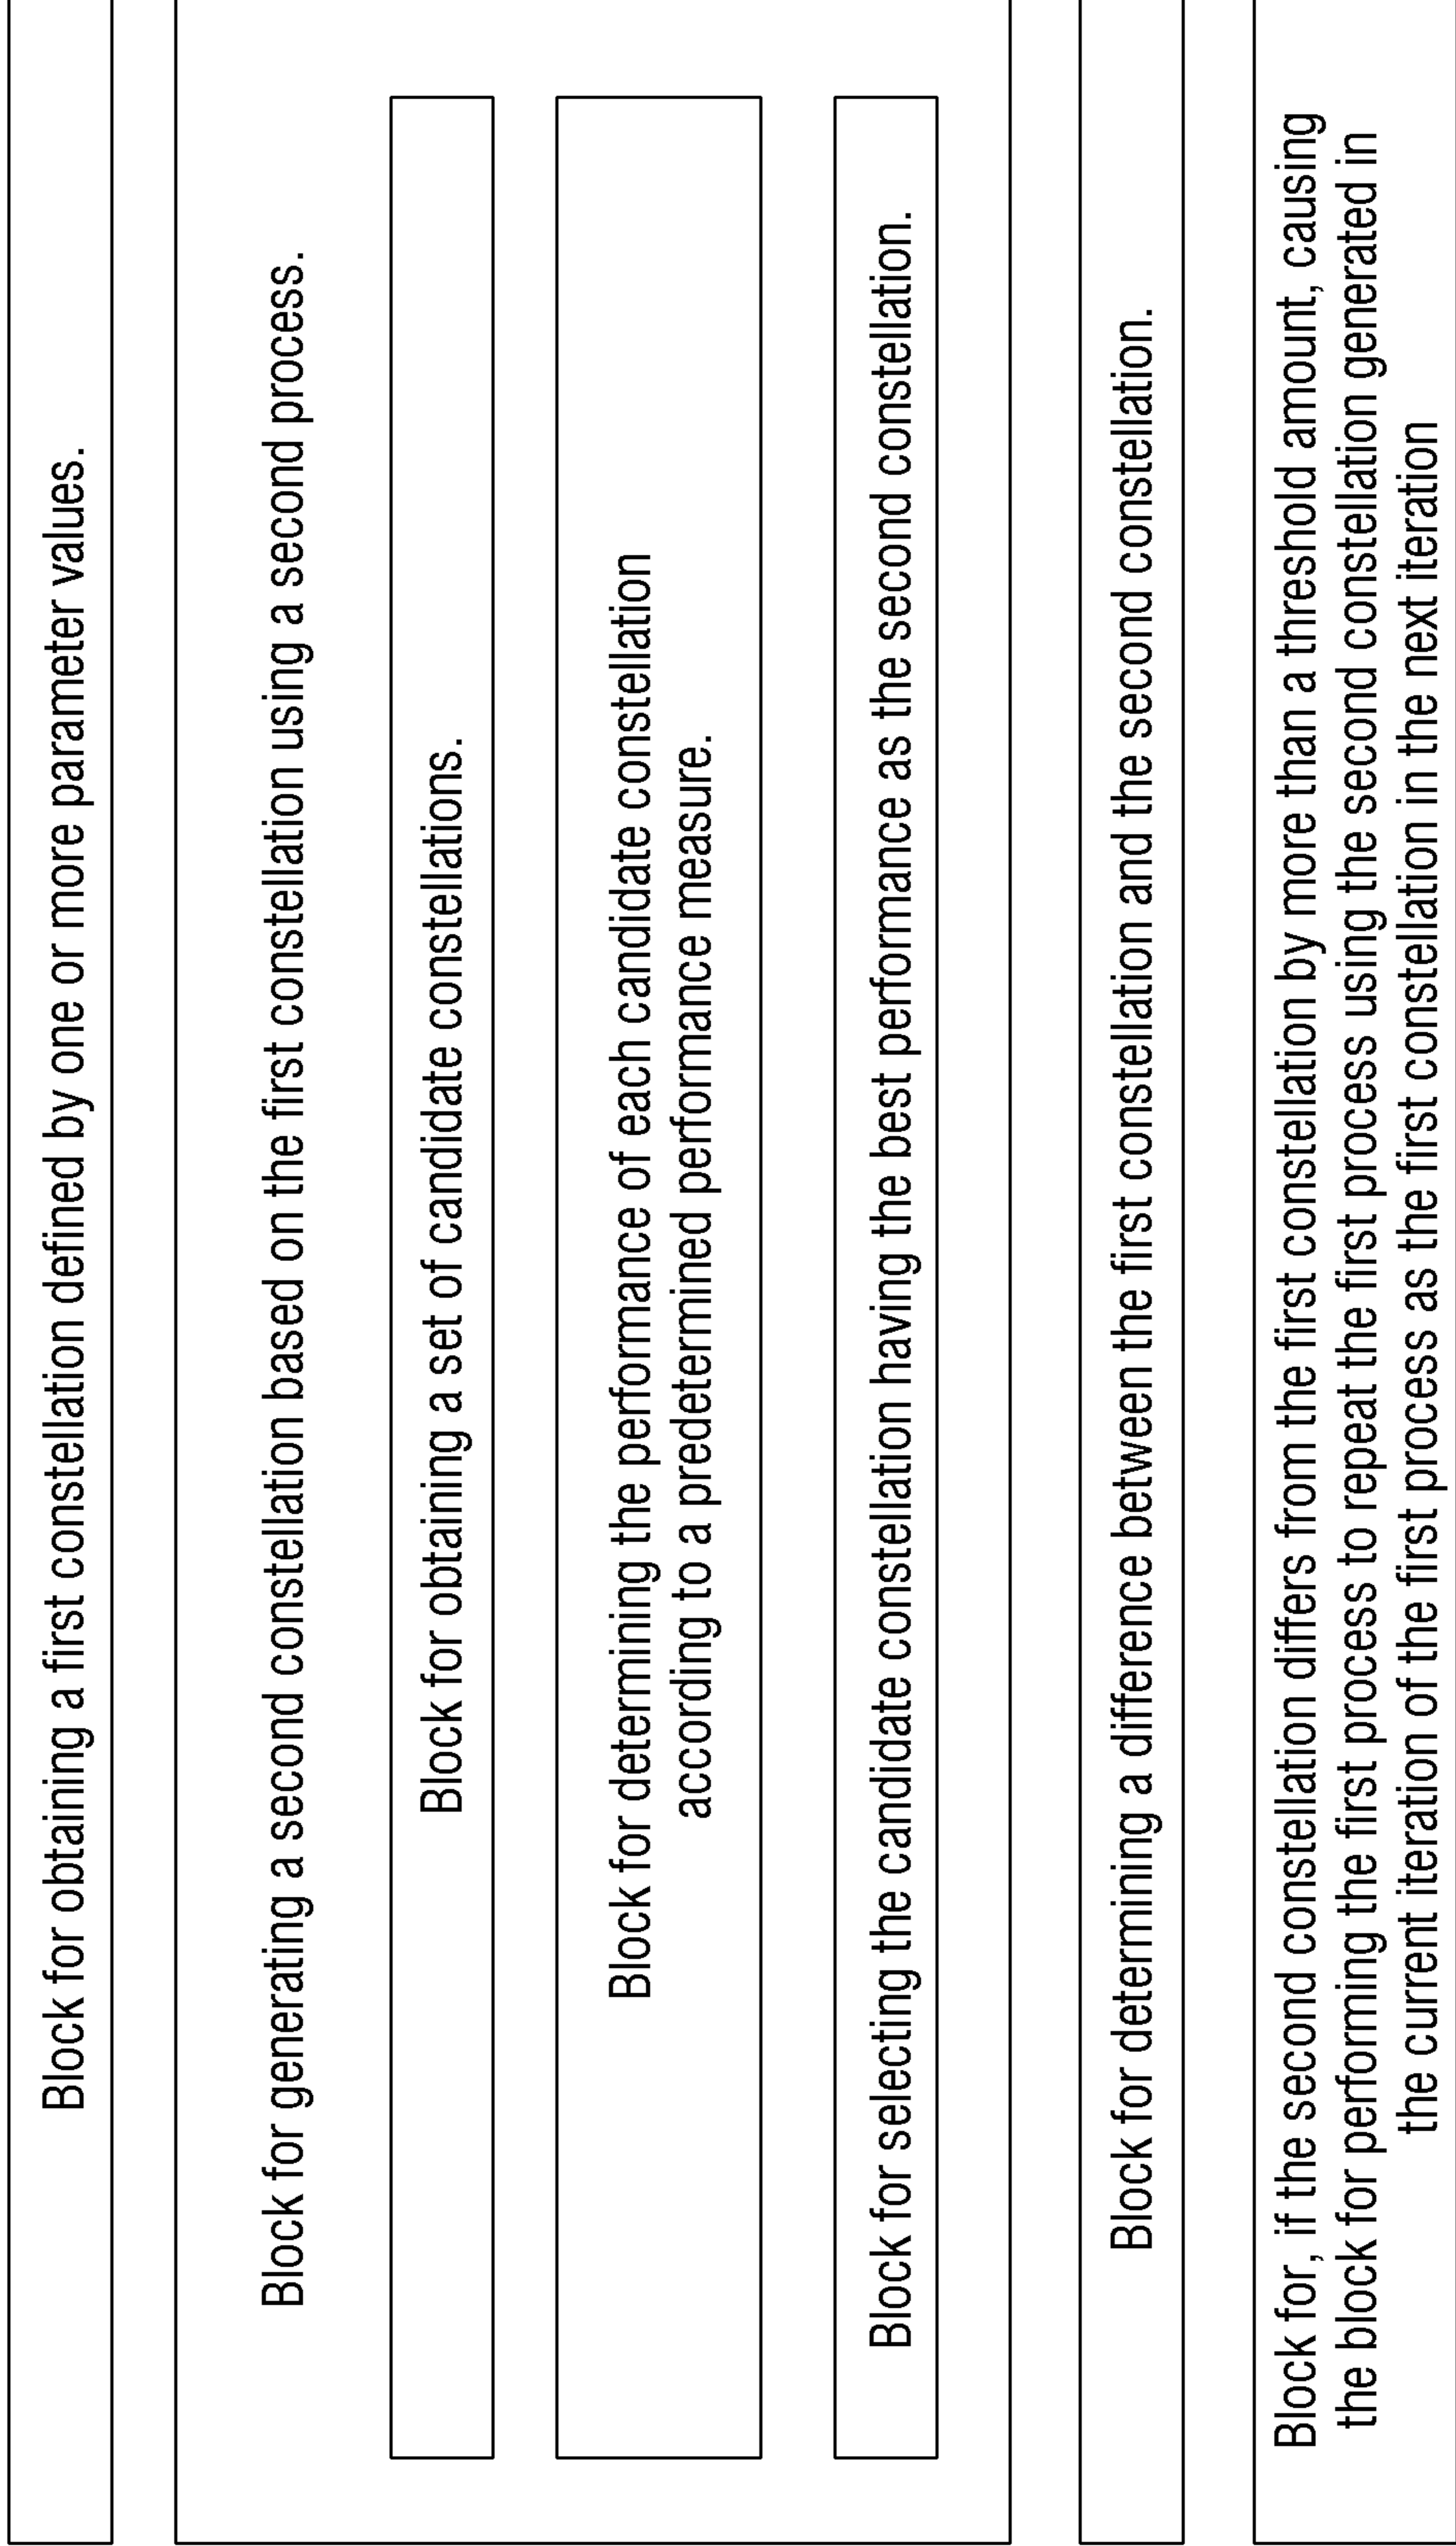 Block for obtaining a first constellation defined by one or more parameter values.
Block for generating a second constellation based on the first constellation using a second process.
Block for obtaining a set of candidate constellations.
Block for determining the performance of each candidate constellation
according to a predetermined performance measure.
Block for selecting the candidate constellation having the best performance as the second constellation.
Block for determining a difference between the first constellation and the second constellation.
Block for, if the second constellation differs from the first constellation by more than a threshold amount, causing
the block for performing the first process to repeat the first process using the second constellation generated in
the current iteration of the first process as the first constellation in the next iteration